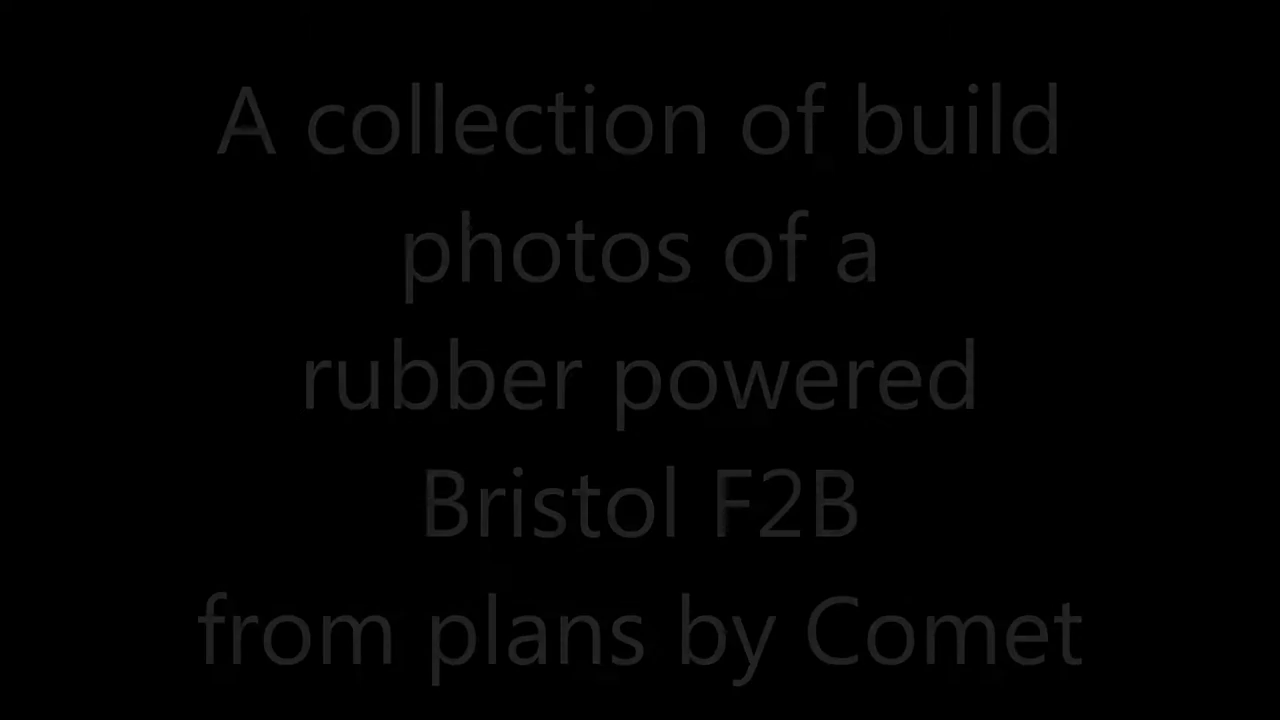 A collection of build
photos of a
rubber powered
Bristol F2B
from plans by Comet